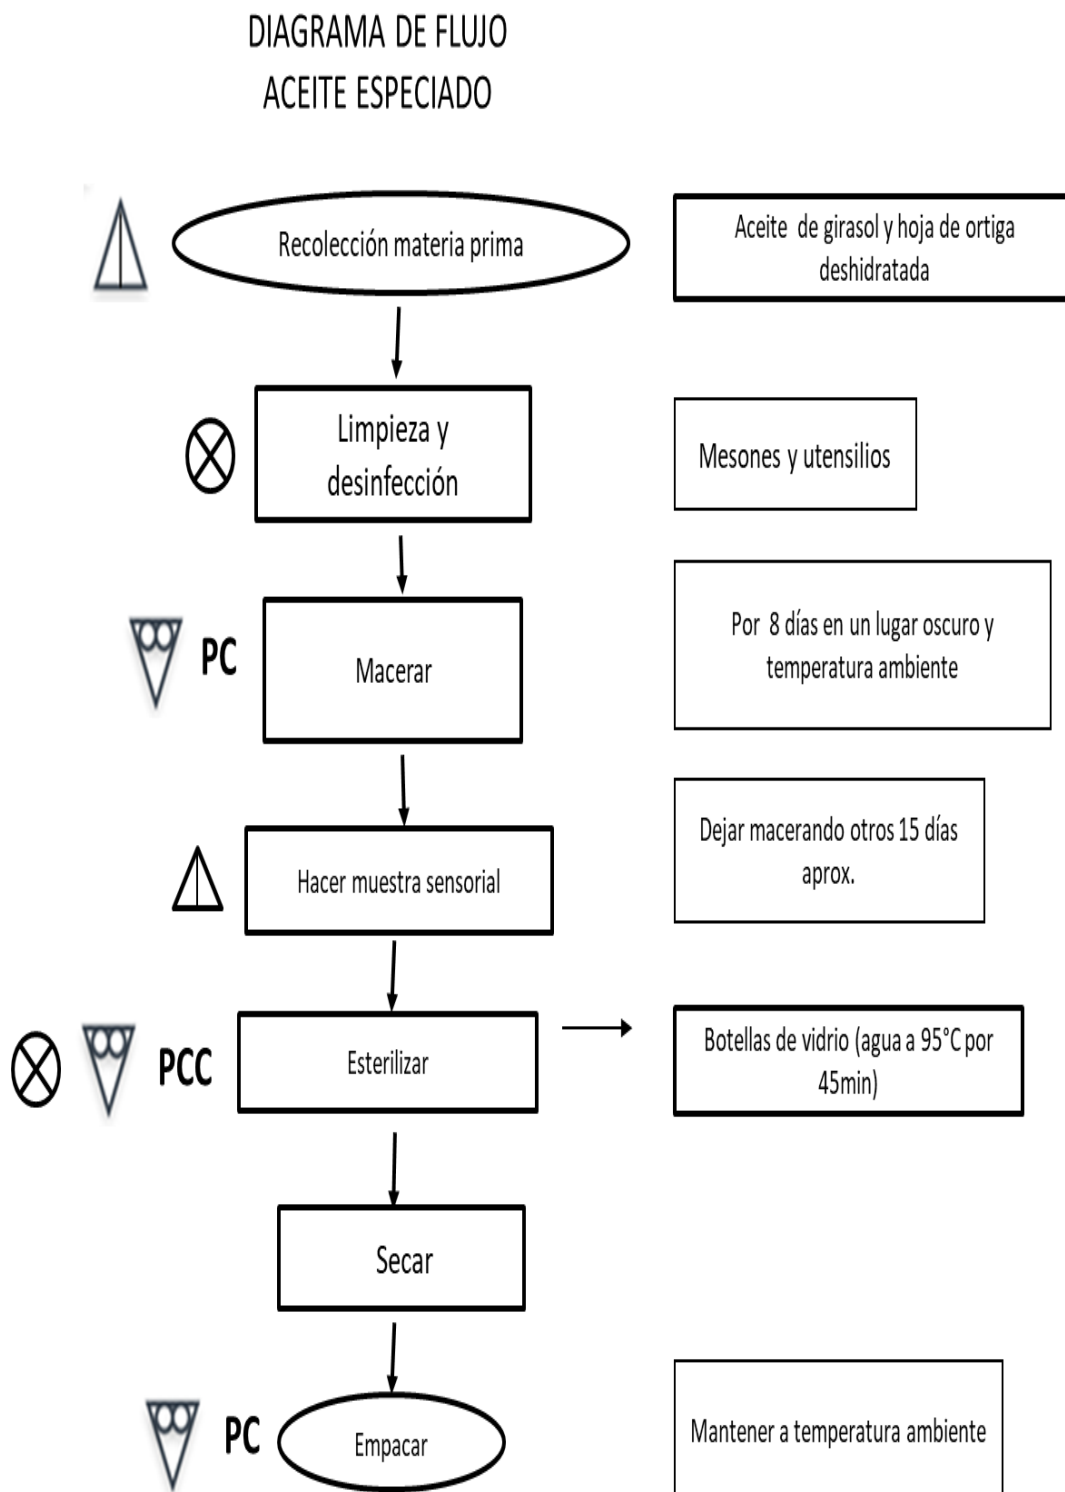 DIAGRAMA DE FLUJO
ACEITE ESPECIADO
Recolección materia prima
Aceite de girasol y hoja de ortiga
deshidratada
Limpieza y
desinfección
Mesones y utensilios
PC
Macerar
Por 8 días en un lugar oscuro y
temperatura ambiente
Hacer muestra sensorial
Dejar macerando otros 15 días
aprox.
PCC
Esterilizar
Botellas de vidrio (agua a 95°C por
45min)
Secar
PC
Empacar
Mantener a temperatura ambiente